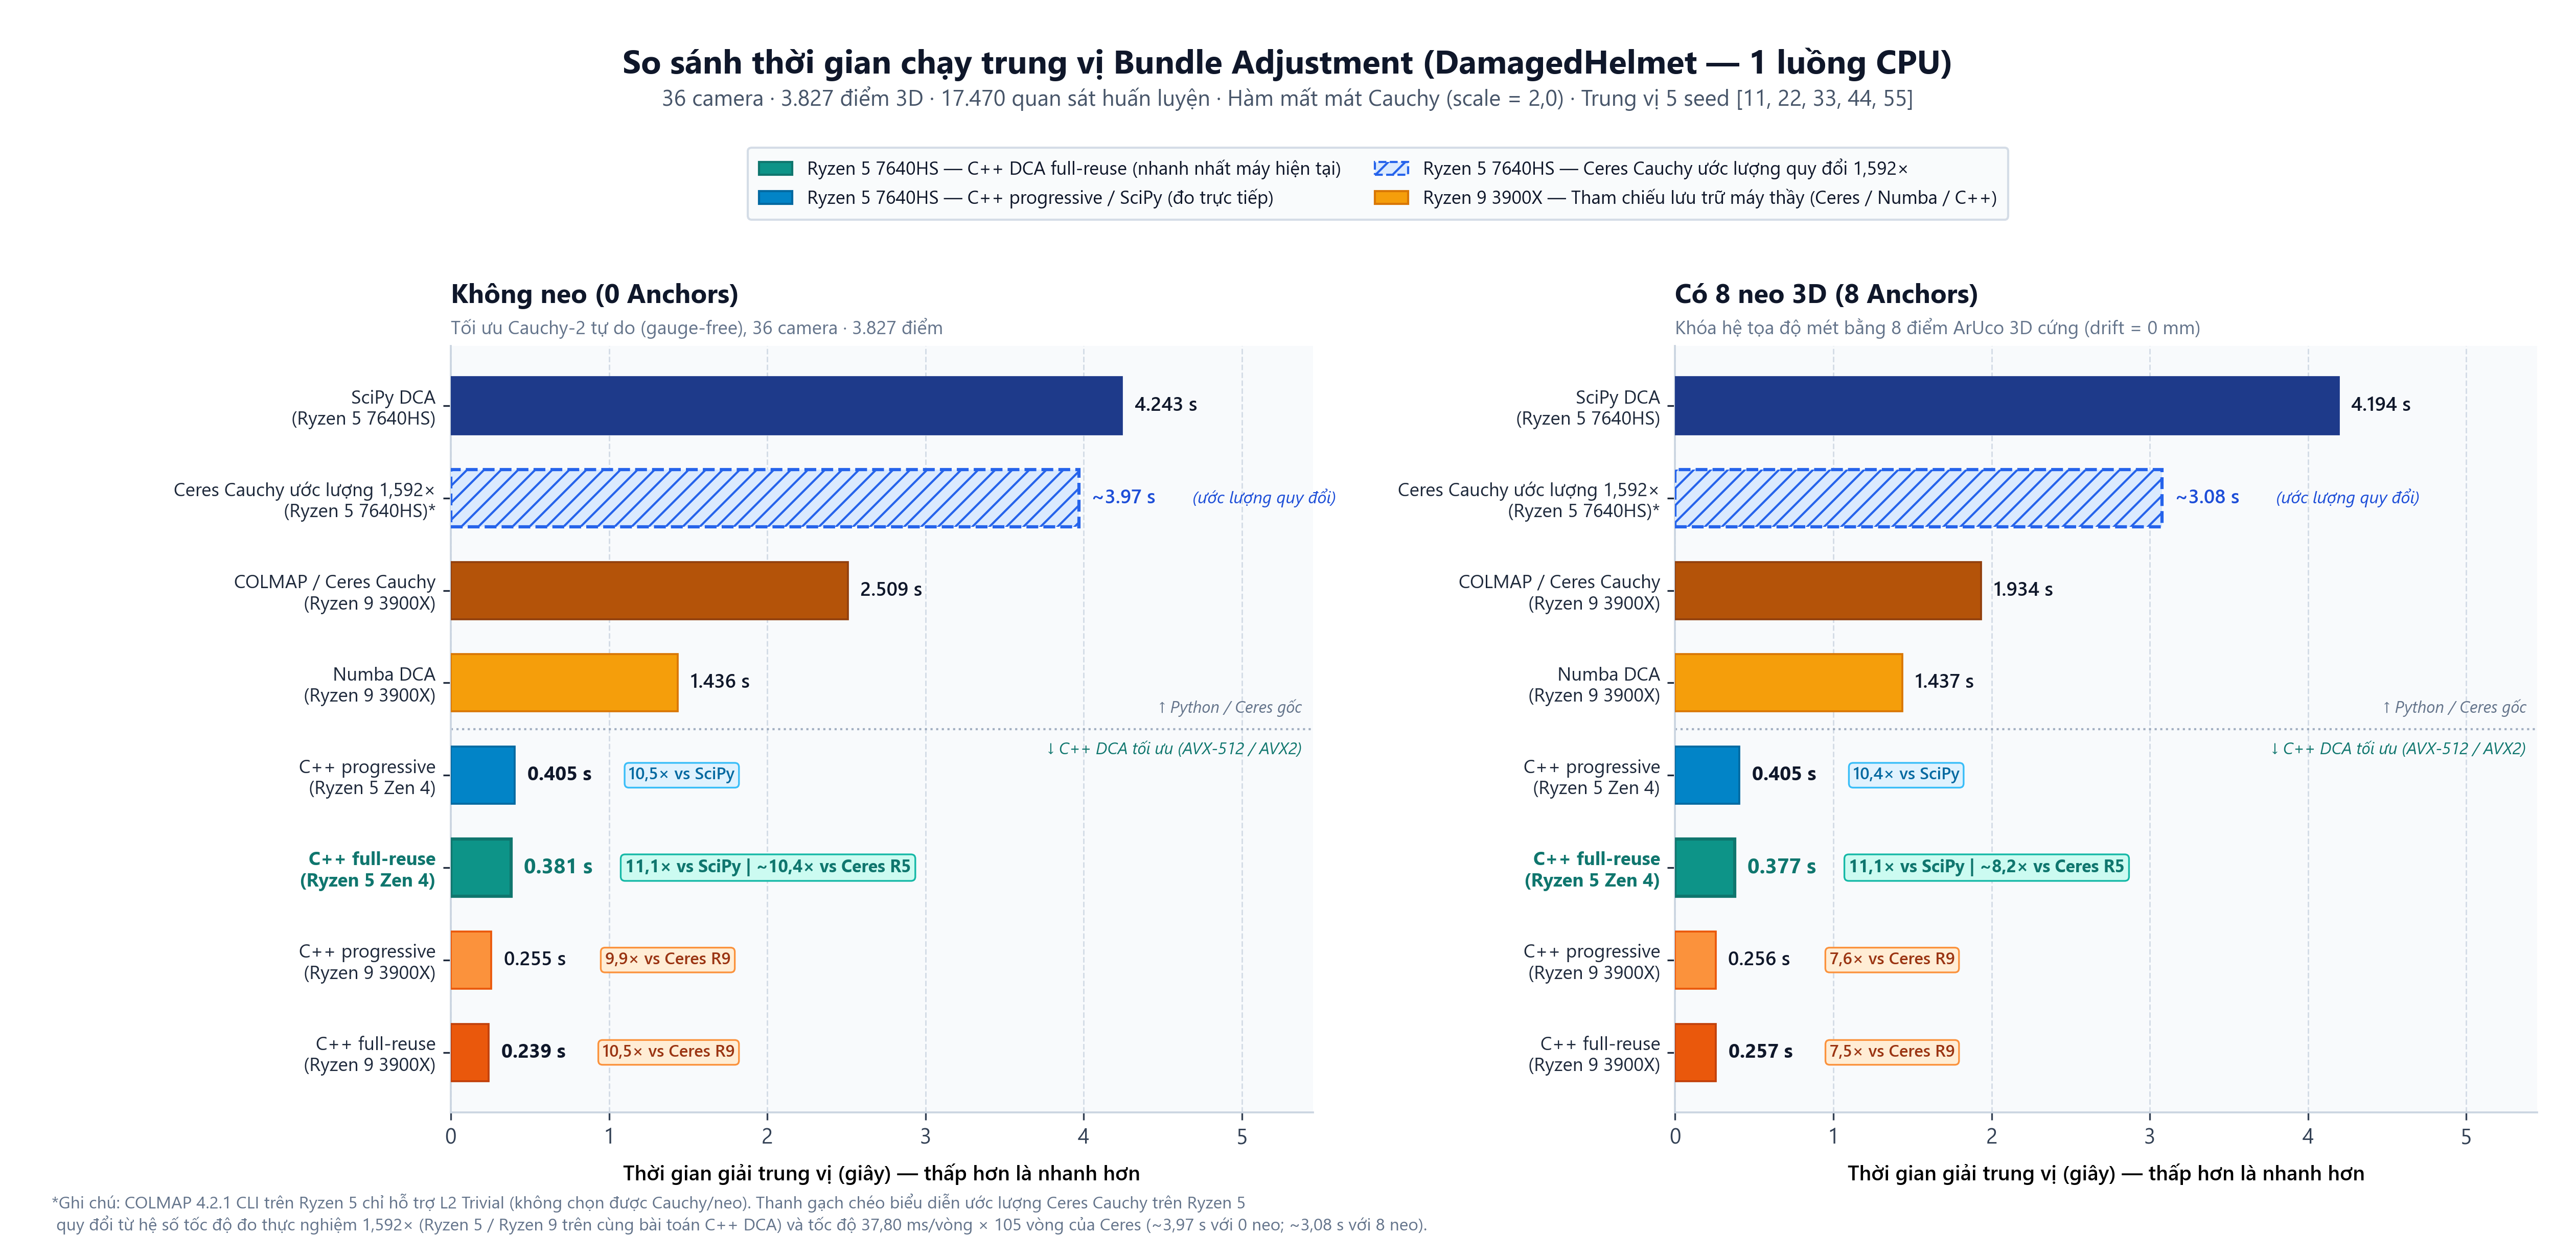 So sánh thời gian chạy trung vị Bundle Adjustment (DamagedHelmet — 1 luồng CPU)
36 camera · 3.827 điểm 3D · 17.470 quan sát huấn luyện · Hàm mất mát Cauchy (scale = 2,0) · Trung vị 5 seed [11, 22, 33, 44, 55]
Ryzen 5 7640HS — C++ DCA full-reuse (nhanh nhất máy hiện tại)
Ryzen 5 7640HS — C++ progressive / SciPy (đo trực tiếp)
Ryzen 5 7640HS — Ceres Cauchy ước lượng quy đổi 1,592×
Ryzen 9 3900X — Tham chiếu lưu trữ máy thầy (Ceres / Numba / C++)
Không neo (0 Anchors)
Tối ưu Cauchy-2 tự do (gauge-free), 36 camera · 3.827 điểm
SciPy DCA
(Ryzen 5 7640HS)
4.243 s
Ceres Cauchy ước lượng 1,592×
(Ryzen 5 7640HS)*
~3.97 s (ước lượng quy đổi)
COLMAP / Ceres Cauchy
(Ryzen 9 3900X)
2.509 s
Numba DCA
(Ryzen 9 3900X)
1.436 s
↑ Python / Ceres gốc
↓ C++ DCA tối ưu (AVX-512 / AVX2)
C++ progressive
(Ryzen 5 Zen 4)
0.405 s 10,5× vs SciPy
C++ full-reuse
(Ryzen 5 Zen 4)
0.381 s 11,1× vs SciPy | ~10,4× vs Ceres R5
C++ progressive
(Ryzen 9 3900X)
0.255 s 9,9× vs Ceres R9
C++ full-reuse
(Ryzen 9 3900X)
0.239 s 10,5× vs Ceres R9
0 1 2 3 4 5
Thời gian giải trung vị (giây) — thấp hơn là nhanh hơn
Có 8 neo 3D (8 Anchors)
Khóa hệ tọa độ mét bằng 8 điểm ArUco 3D cứng (drift = 0 mm)
SciPy DCA
(Ryzen 5 7640HS)
4.194 s
Ceres Cauchy ước lượng 1,592×
(Ryzen 5 7640HS)*
~3.08 s (ước lượng quy đổi)
COLMAP / Ceres Cauchy
(Ryzen 9 3900X)
1.934 s
Numba DCA
(Ryzen 9 3900X)
1.437 s
↑ Python / Ceres gốc
↓ C++ DCA tối ưu (AVX-512 / AVX2)
C++ progressive
(Ryzen 5 Zen 4)
0.405 s 10,4× vs SciPy
C++ full-reuse
(Ryzen 5 Zen 4)
0.377 s 11,1× vs SciPy | ~8,2× vs Ceres R5
C++ progressive
(Ryzen 9 3900X)
0.256 s 7,6× vs Ceres R9
C++ full-reuse
(Ryzen 9 3900X)
0.257 s 7,5× vs Ceres R9
0 1 2 3 4 5
Thời gian giải trung vị (giây) — thấp hơn là nhanh hơn
*Ghi chú: COLMAP 4.2.1 CLI trên Ryzen 5 chỉ hỗ trợ L2 Trivial (không chọn được Cauchy/neo). Thanh gạch chéo biểu diễn ước lượng Ceres Cauchy trên Ryzen 5
quy đổi từ hệ số tốc độ đo thực nghiệm 1,592× (Ryzen 5 / Ryzen 9 trên cùng bài toán C++ DCA) và tốc độ 37,80 ms/vòng × 105 vòng của Ceres (~3,97 s với 0 neo; ~3,08 s với 8 neo).